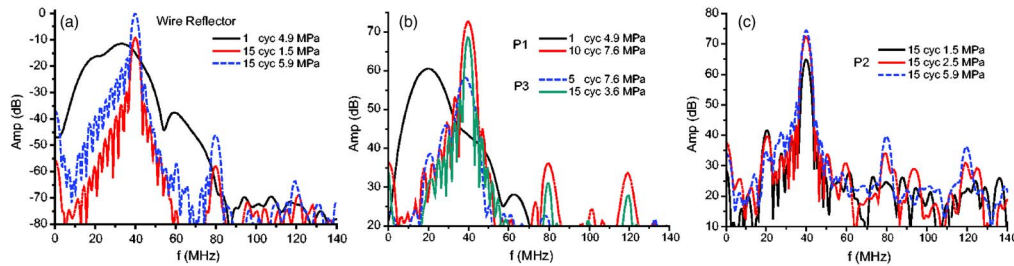 (a)
Wire Reflector
1 cyc 4.9 MPa
15 cyc 1.5 MPa
15 cyc 5.9 MPa
Amp (dB)
0
-10
-20
-30
-40
-50
-60
-70
-80
0 20 40 60 80 100 120 140
f (MHz)
(b)
P1
1 cyc 4.9 MPa
10 cyc 7.6 MPa
P3
5 cyc 7.6 MPa
15 cyc 3.6 MPa
Amp (dB)
70
60
50
40
30
20
0 20 40 60 80 100 120 140
f (MHz)
(c)
P2
15 cyc 1.5 MPa
15 cyc 2.5 MPa
15 cyc 5.9 MPa
Amp (dB)
80
70
60
50
40
30
20
10
0 20 40 60 80 100 120 140
f (MHz)